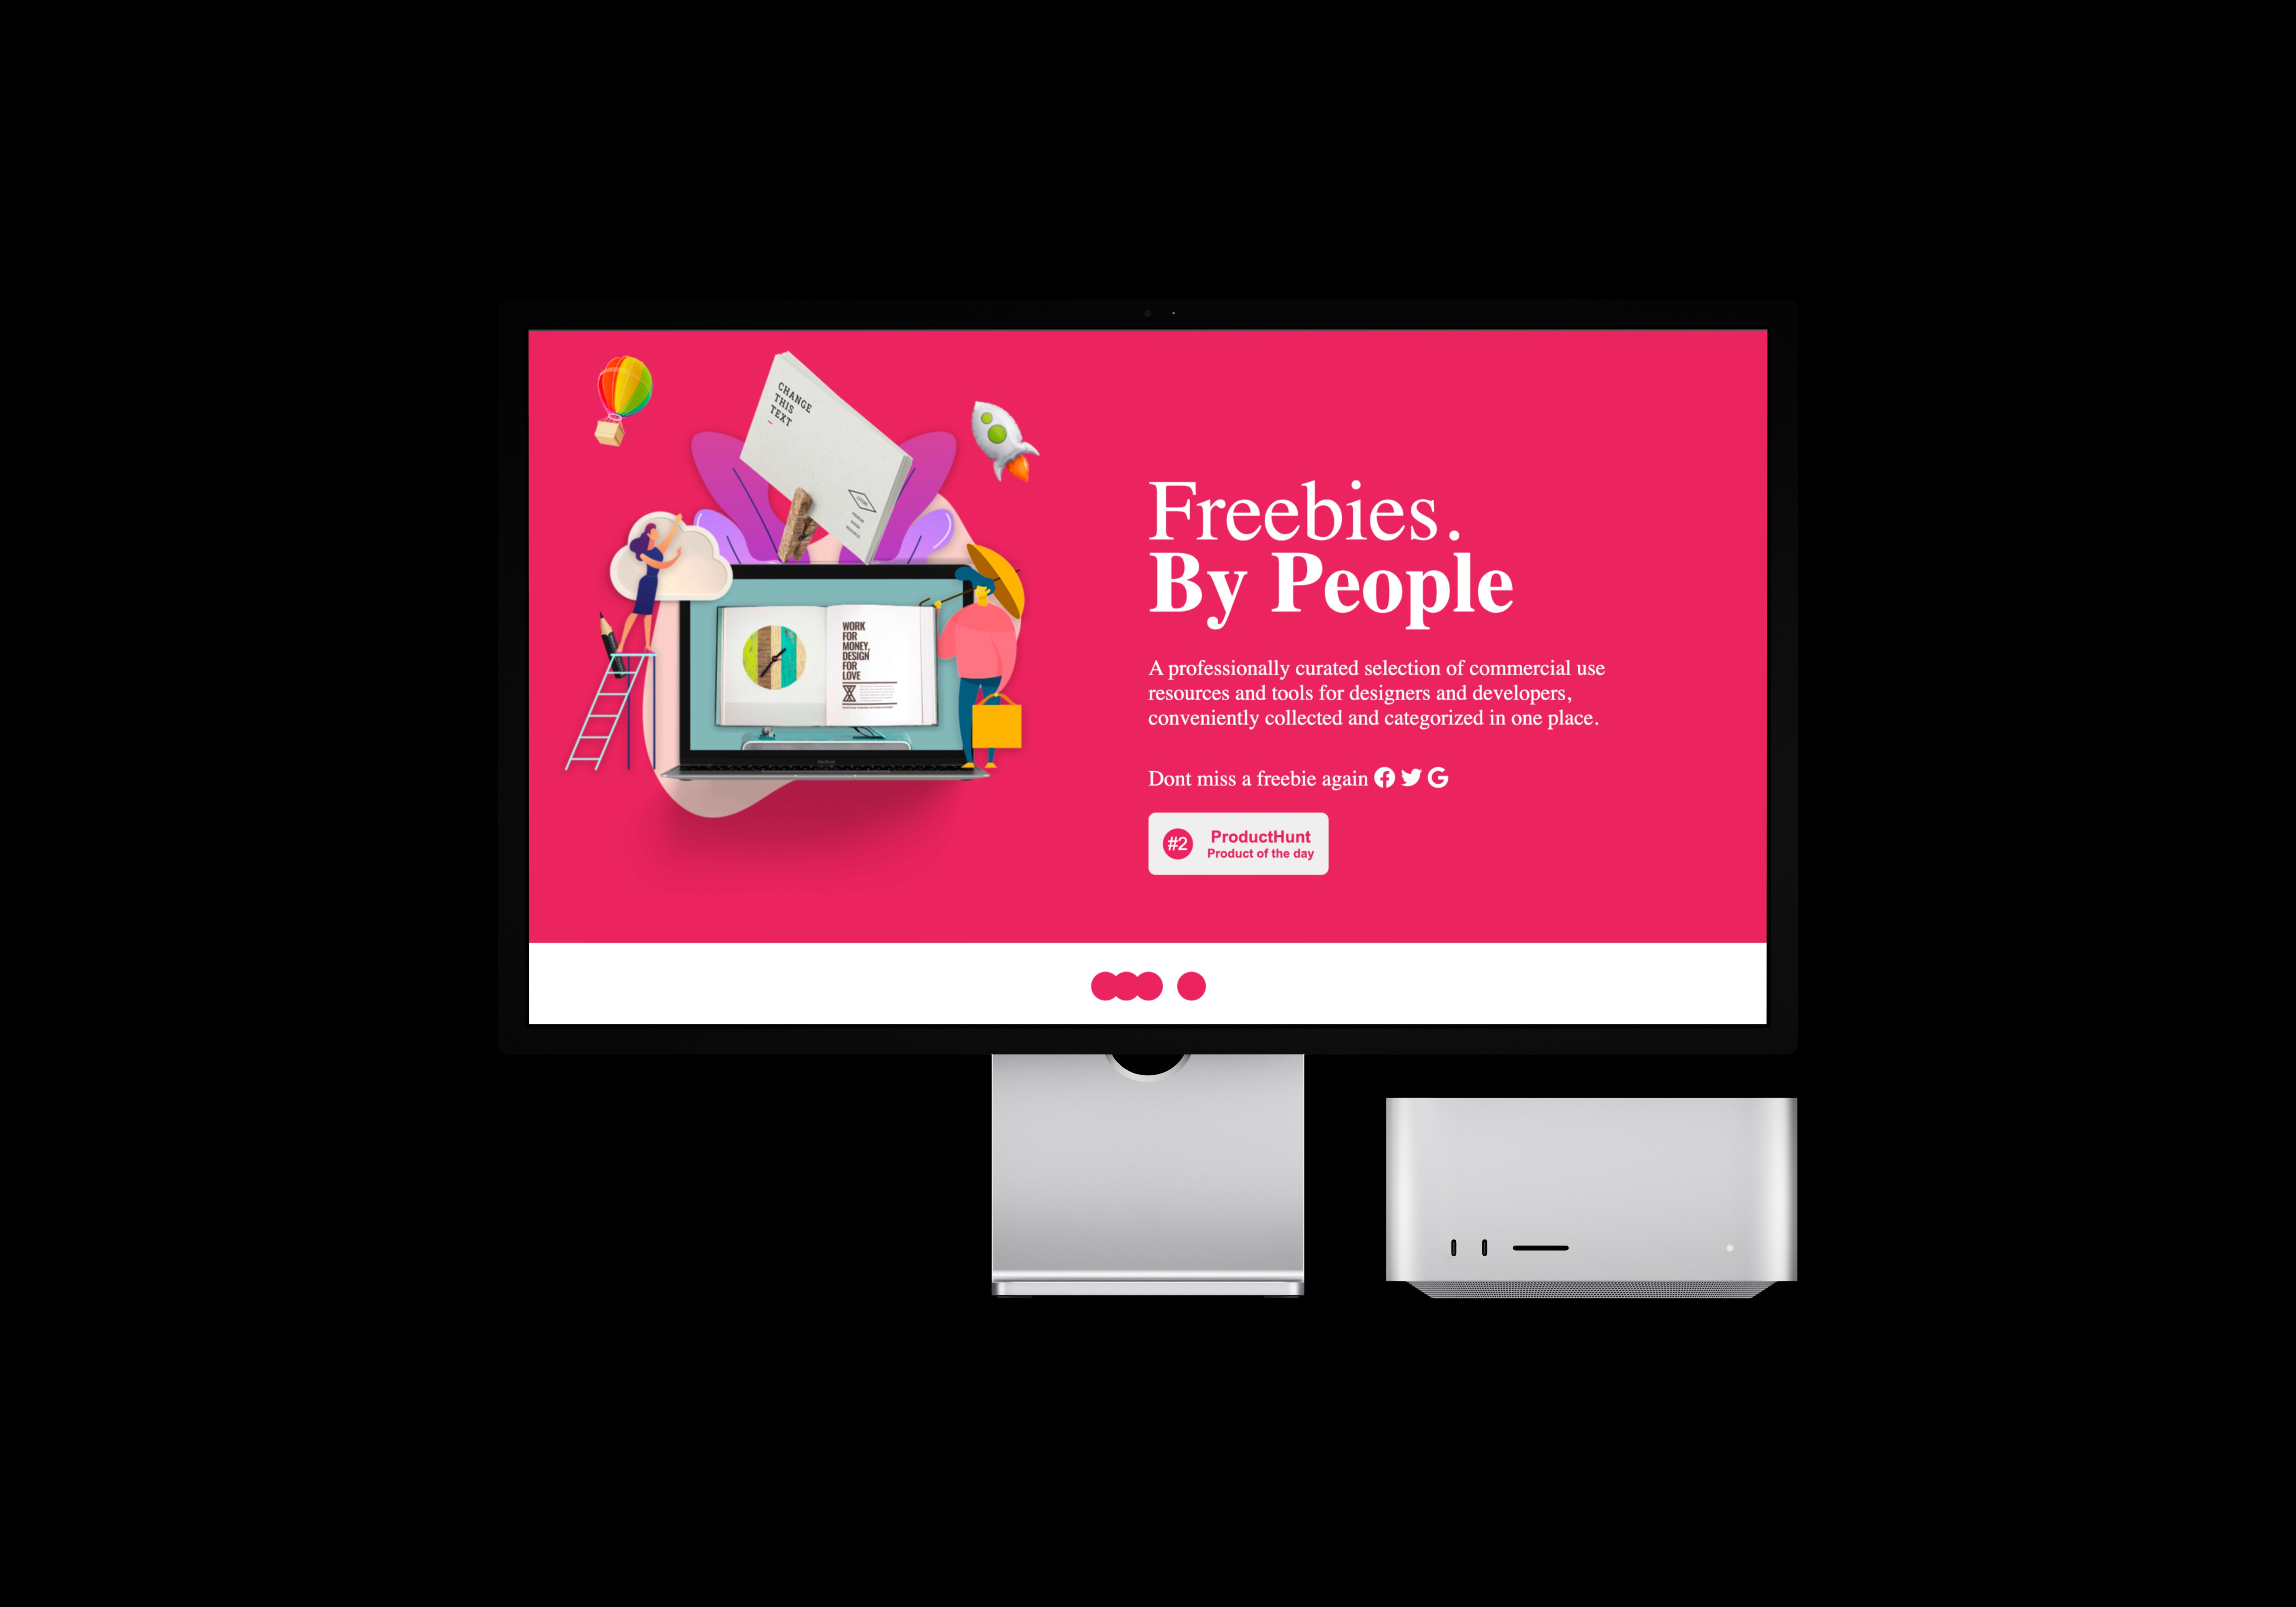 CHANGE
THIS
TEXT
WORK
FOR
MONEY,
DESIGN
FOR
LOVE
Freebies.
By People
A professionally curated selection of commercial use
resources and tools for designers and developers,
conveniently collected and categorized in one place.
Dont miss a freebie again
#2
ProductHunt
Product of the day